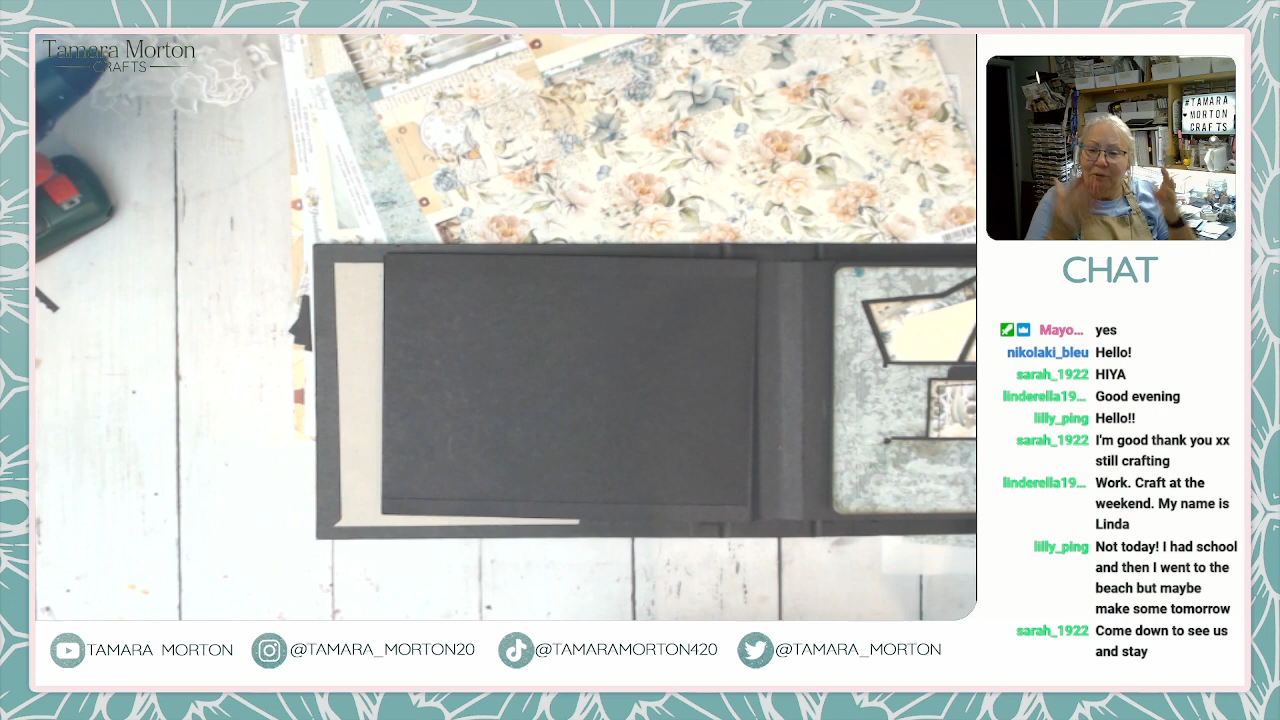 Tamara Morton
CRAFTS
#TAMARA
♥ MORTON
CRAFTS
CHAT
Mayo... yes
nikolaki_bleu Hello!
sarah_1922 HIYA
linderella19... Good evening
lilly_ping Hello!!
sarah_1922 I'm good thank you xx
still crafting
linderella19... Work. Craft at the
weekend. My name is
Linda
lilly_ping Not today! I had school
and then I went to the
beach but maybe
make some tomorrow
sarah_1922 Come down to see us
and stay
TAMARA MORTON
@TAMARA_MORTON20
@TAMARAMORTON420
@TAMARA_MORTON